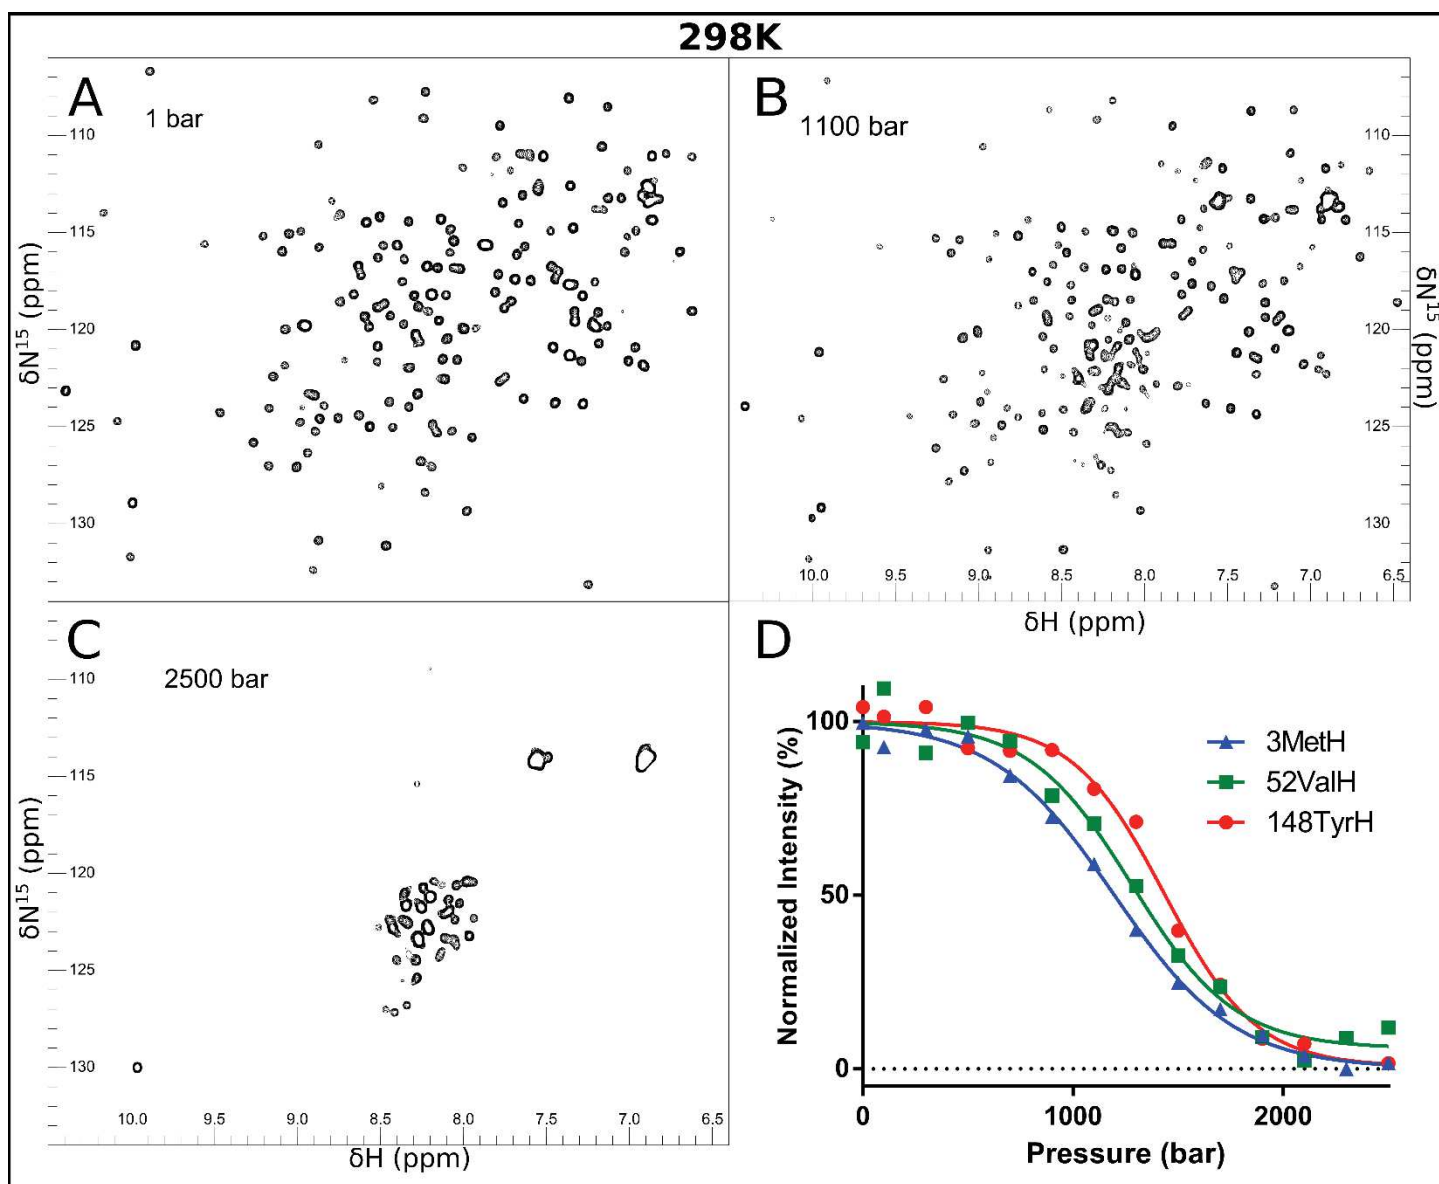 298K
A
1 bar
110
115
120
125
130
δN¹⁵ (ppm)
B
1100 bar
110
115
120
125
130
δN¹⁵ (ppm)
10.0 9.5 9.0 8.5 8.0 7.5 7.0 6.5
δH (ppm)
C
2500 bar
110
115
120
125
130
δN¹⁵ (ppm)
10.0 9.5 9.0 8.5 8.0 7.5 7.0 6.5
δH (ppm)
D
Normalized Intensity (%)
100
50
0
3MetH
52ValH
148TyrH
0 1000 2000
Pressure (bar)